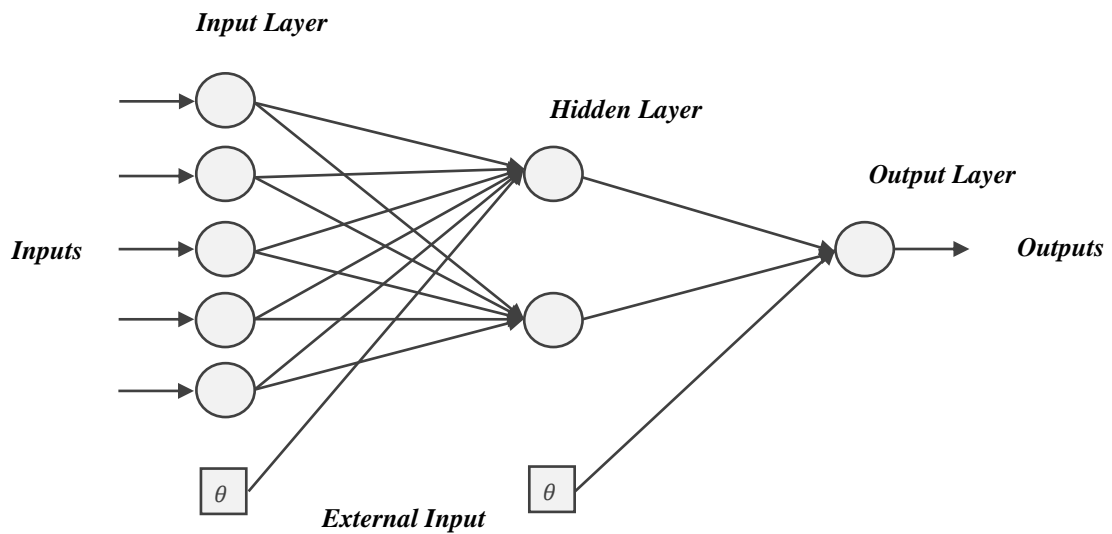 Input Layer
Hidden Layer
Output Layer
Inputs
Outputs
θ
θ
External Input